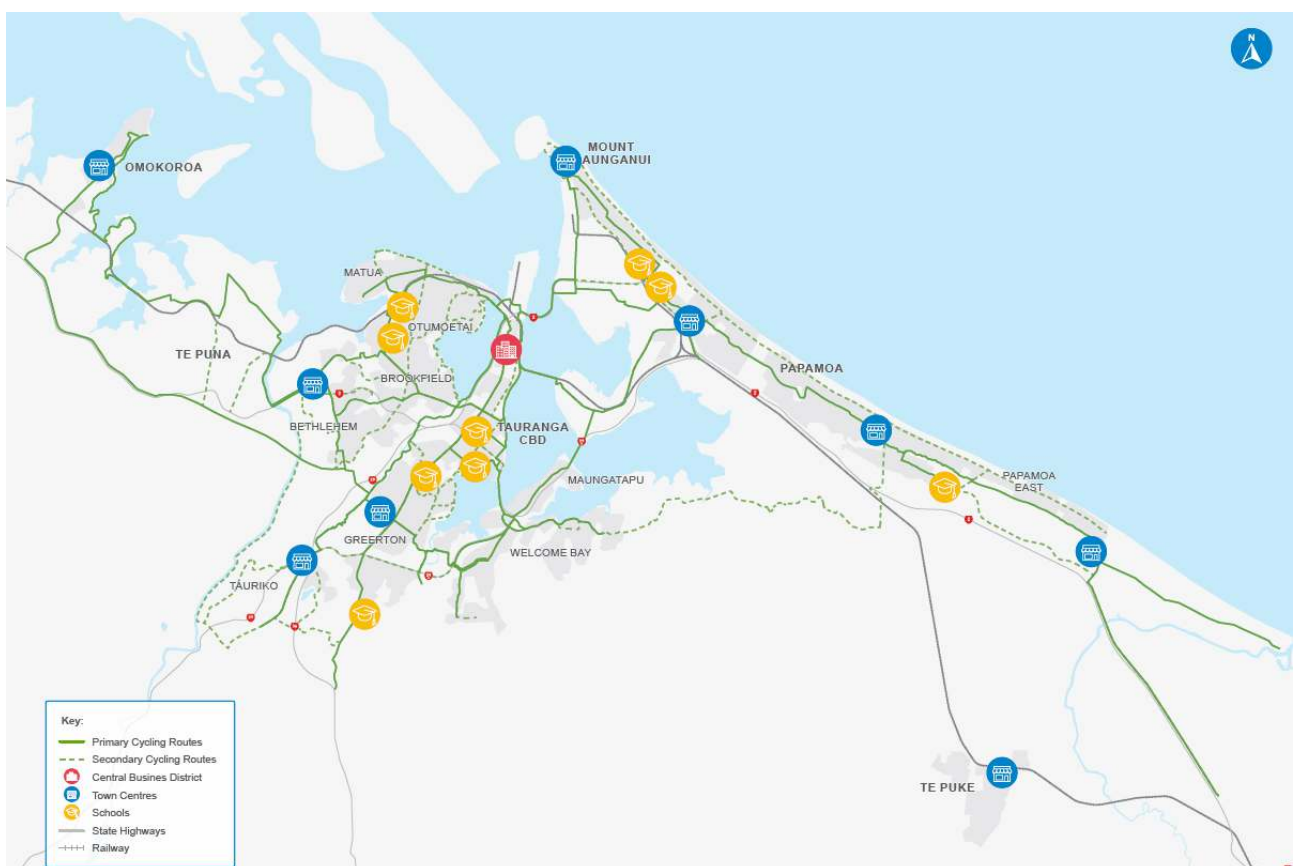 N
MOUNT
AUNGANUI
OMOKOROA
MATUA
OTUMOETAI
TE PUNA
BROOKFIELD
PAPAMOA
BETHLEHEM
TAURANGA
CBD
MAUNGATAPU
PAPAMOA
EAST
GREERTON
WELCOME BAY
TAURIKO
TE PUKE
Key:
Primary Cycling Routes
Secondary Cycling Routes
Central Busines District
Town Centres
Schools
State Highways
Railway